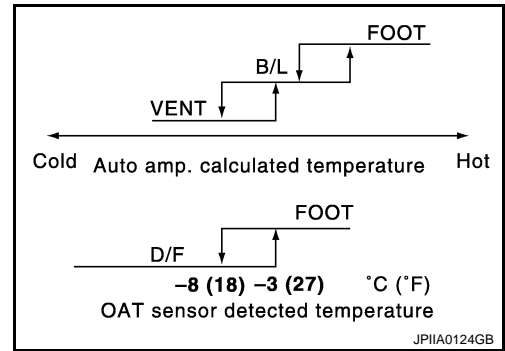 FOOT
B/L
VENT
Cold Auto amp. calculated temperature Hot
FOOT
D/F
−8 (18) −3 (27) °C (°F)
OAT sensor detected temperature
JPIIA0124GB